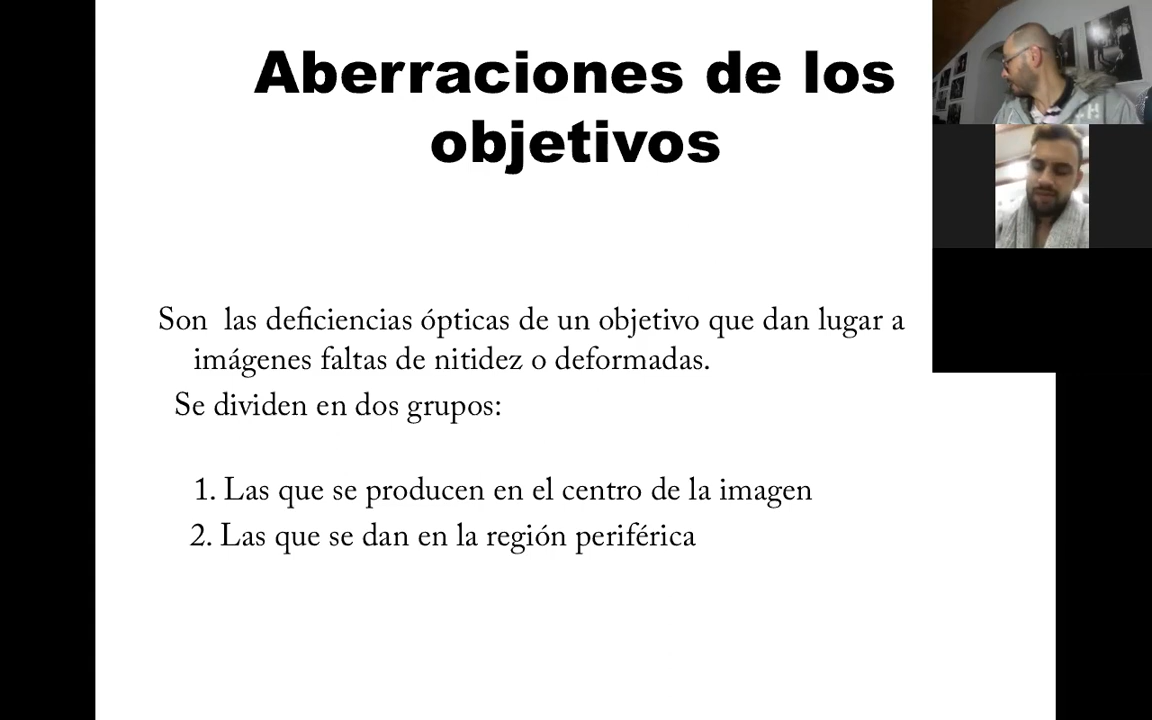 Aberraciones de los
objetivos
Son las deficiencias ópticas de un objetivo que dan lugar a
imágenes faltas de nitidez o deformadas.
Se dividen en dos grupos:
1. Las que se producen en el centro de la imagen
2. Las que se dan en la región periférica